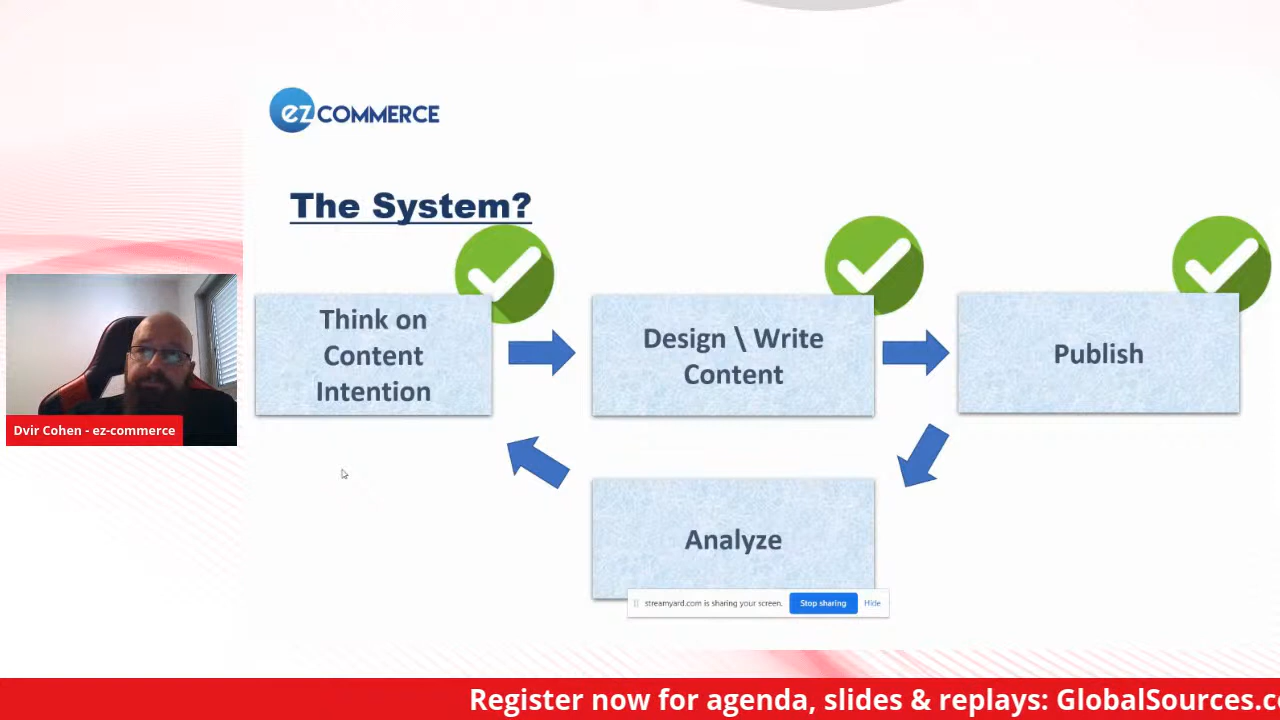 ez COMMERCE
The System?
Think on
Content
Intention
Design \ Write
Content
Publish
Analyze
Dvir Cohen - ez-commerce
streamyard.com is sharing your screen.
Stop sharing
Hide
Register now for agenda, slides & replays: GlobalSources.c